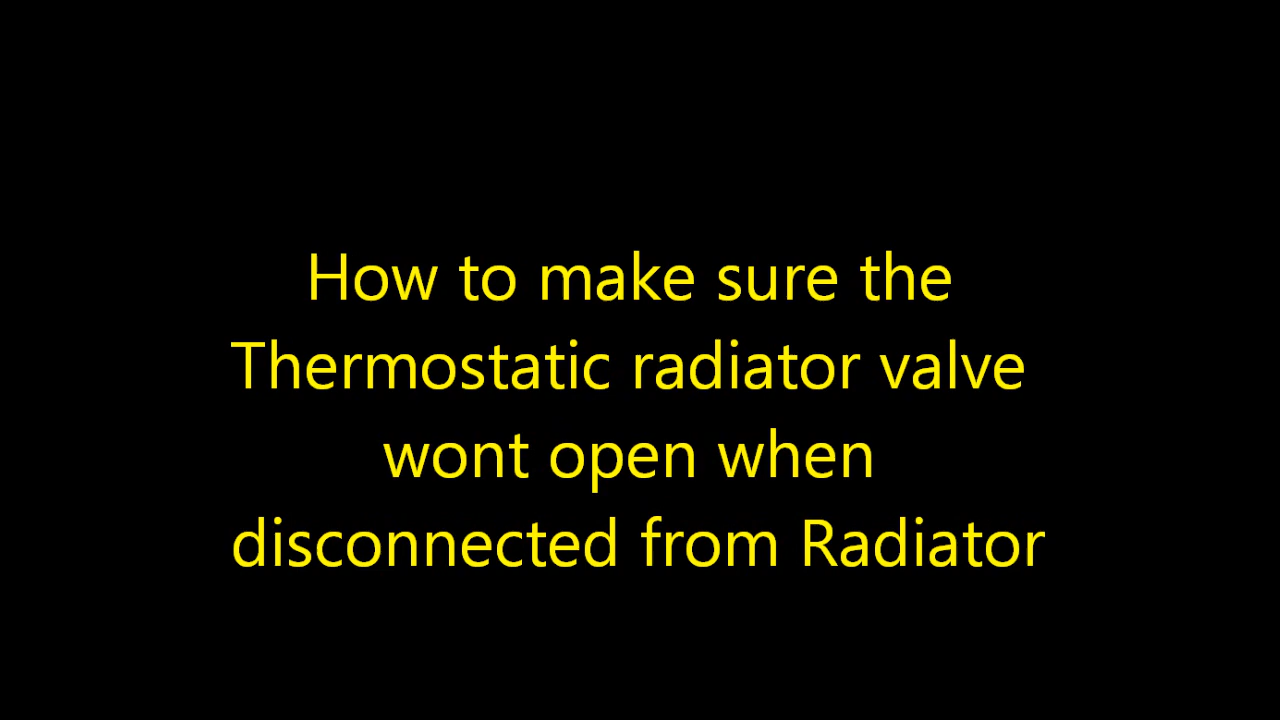 How to make sure the
Thermostatic radiator valve
wont open when
disconnected from Radiator